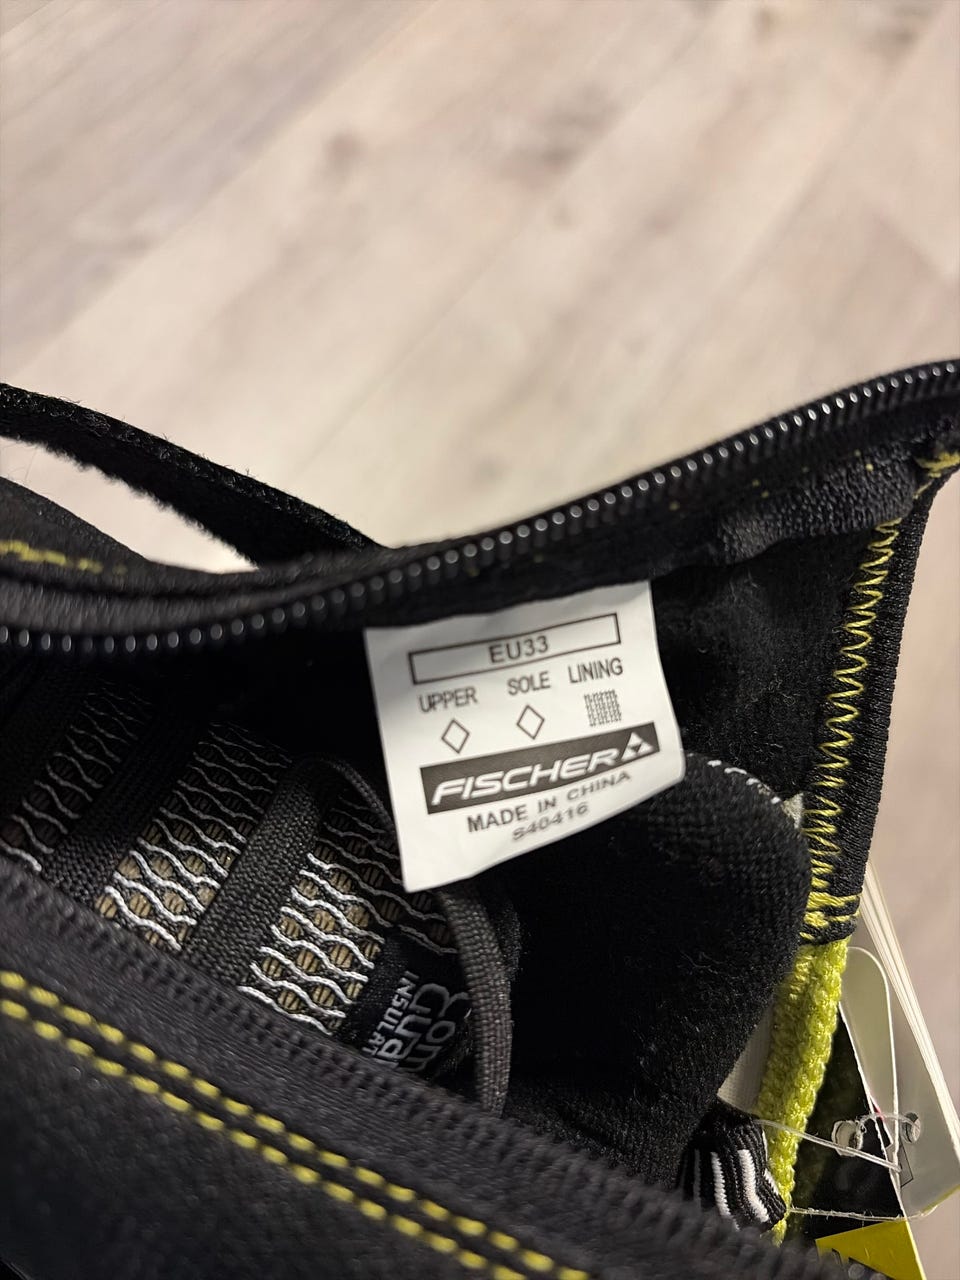 EU33
UPPER SOLE LINING
FISCHER
MADE IN CHINA
S40416